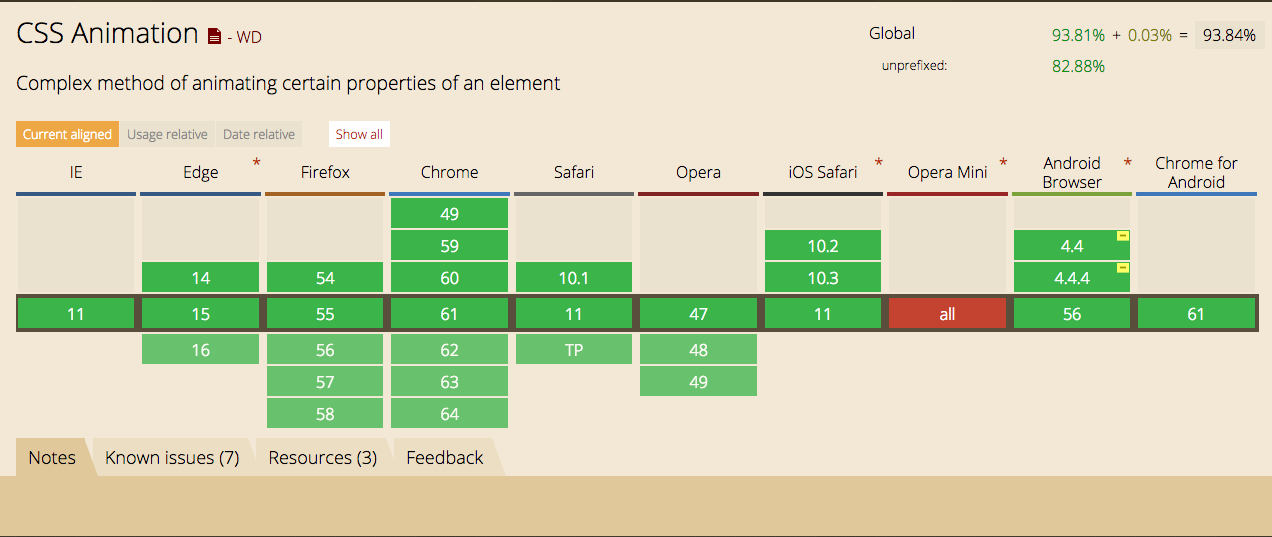 CSS Animation - WD
Global 93.81% + 0.03% = 93.84%
unprefixed: 82.88%
Complex method of animating certain properties of an element
Current aligned Usage relative Date relative Show all
IE Edge * Firefox Chrome Safari Opera iOS Safari * Opera Mini * Android Browser * Chrome for Android
49
59 10.2 4.4
14 54 60 10.1 10.3 4.4.4
11 15 55 61 11 47 11 all 56 61
16 56 62 TP 48
57 63 49
58 64
Notes Known issues (7) Resources (3) Feedback